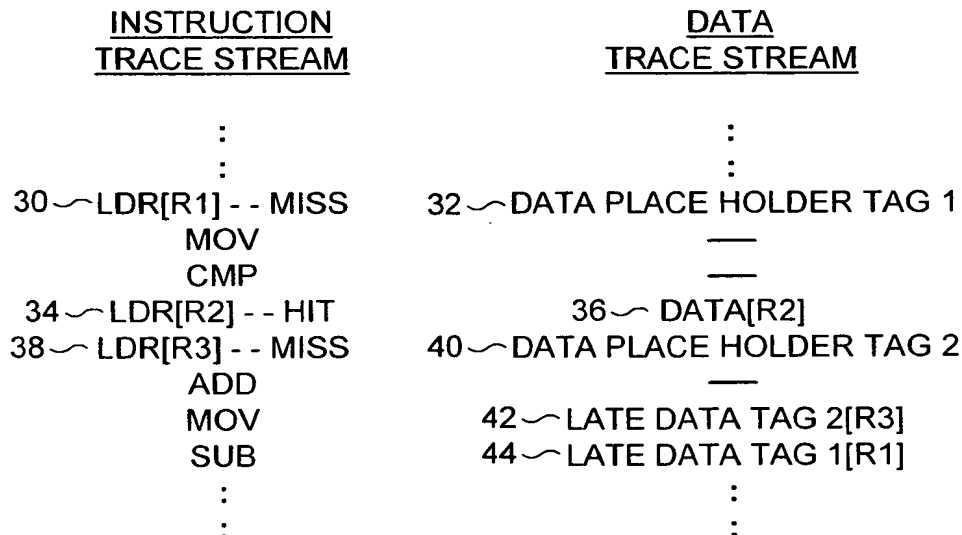 INSTRUCTION TRACE STREAM
DATA TRACE STREAM
:
:
:
:
30 LDR[R1] - - MISS
32 DATA PLACE HOLDER TAG 1
MOV
—
CMP
—
34 LDR[R2] - - HIT
36 DATA[R2]
38 LDR[R3] - - MISS
40 DATA PLACE HOLDER TAG 2
ADD
—
MOV
42 LATE DATA TAG 2[R3]
SUB
44 LATE DATA TAG 1[R1]
:
:
:
: